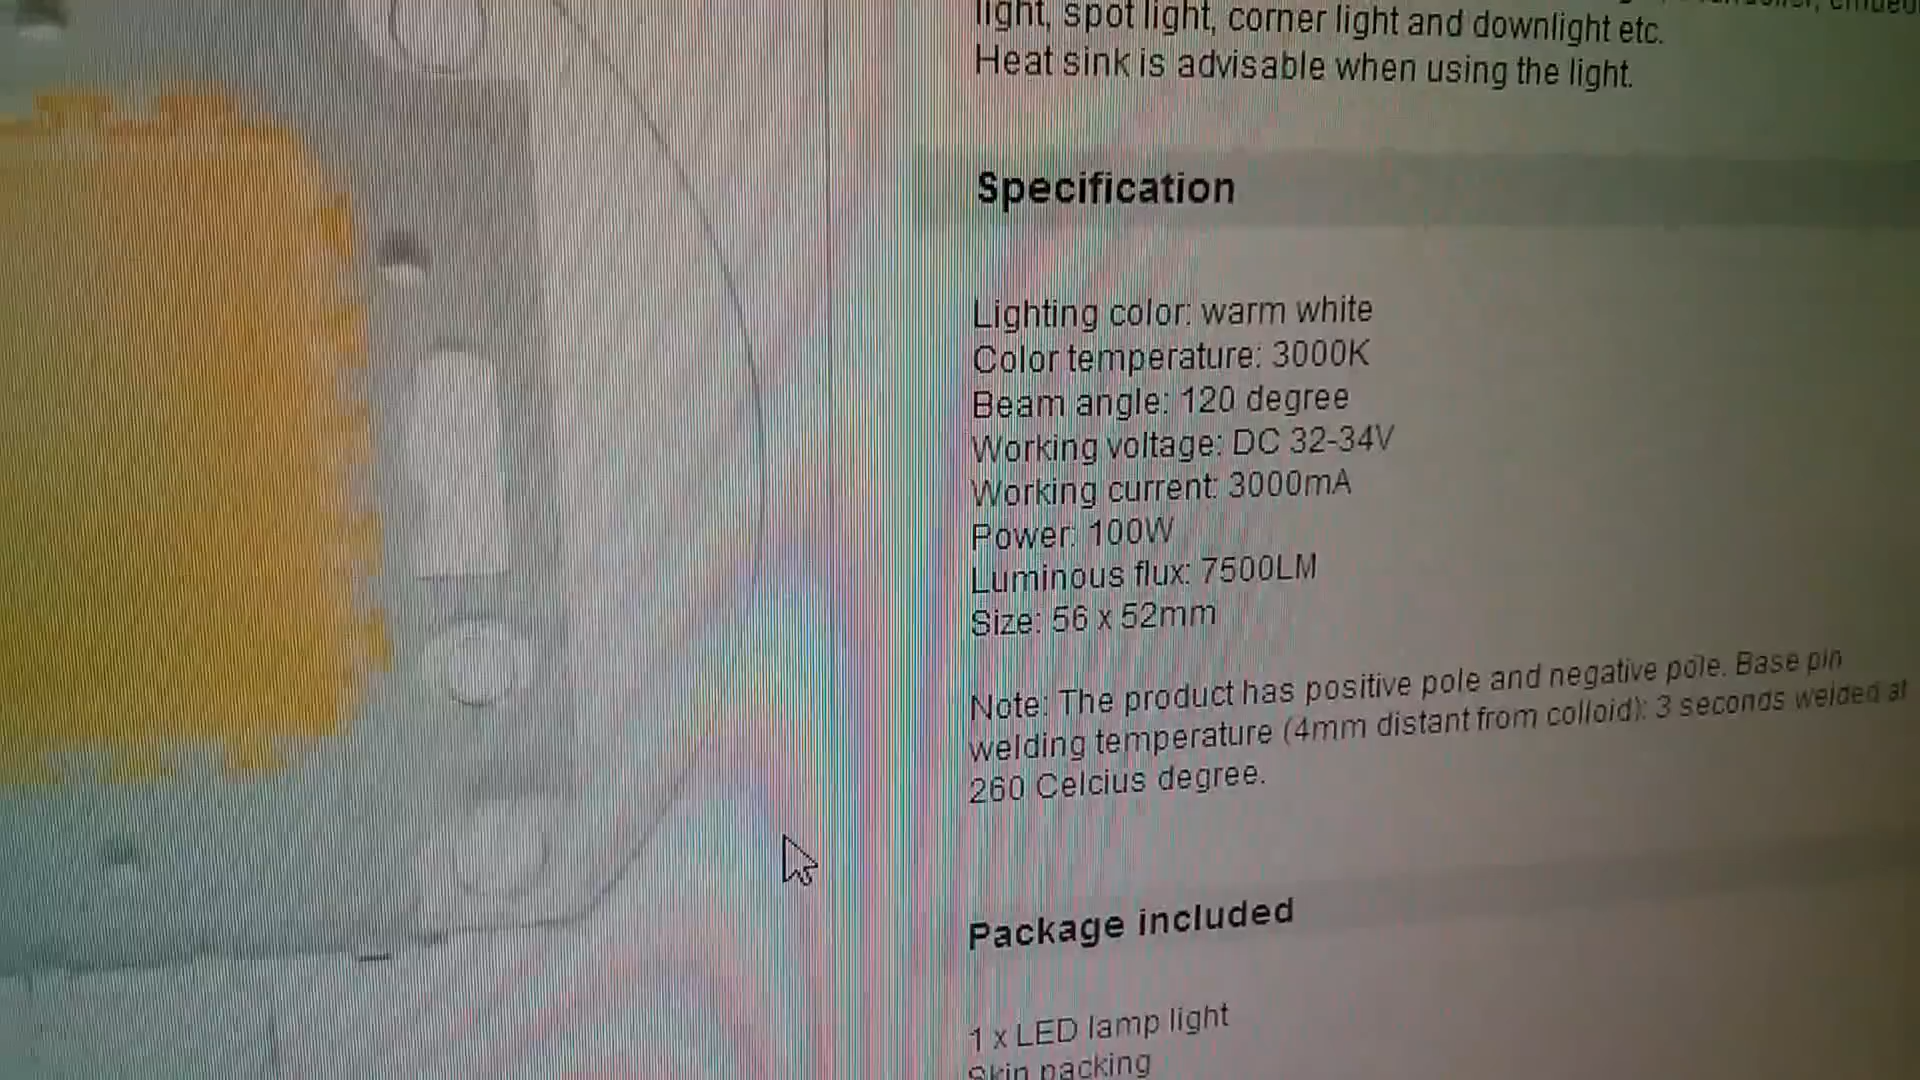 light, spot light, corner light and downlight etc.
Heat sink is advisable when using the light.
Specification
Lighting color: warm white
Color temperature: 3000K
Beam angle: 120 degree
Working voltage: DC 32-34V
Working current: 3000mA
Power: 100W
Luminous flux: 7500LM
Size: 56 x 52mm
Note: The product has positive pole and negative pole. Base pin
welding temperature (4mm distant from colloid): 3 seconds welded at
260 Celcius degree.
Package included
1 x LED lamp light
Skin packing